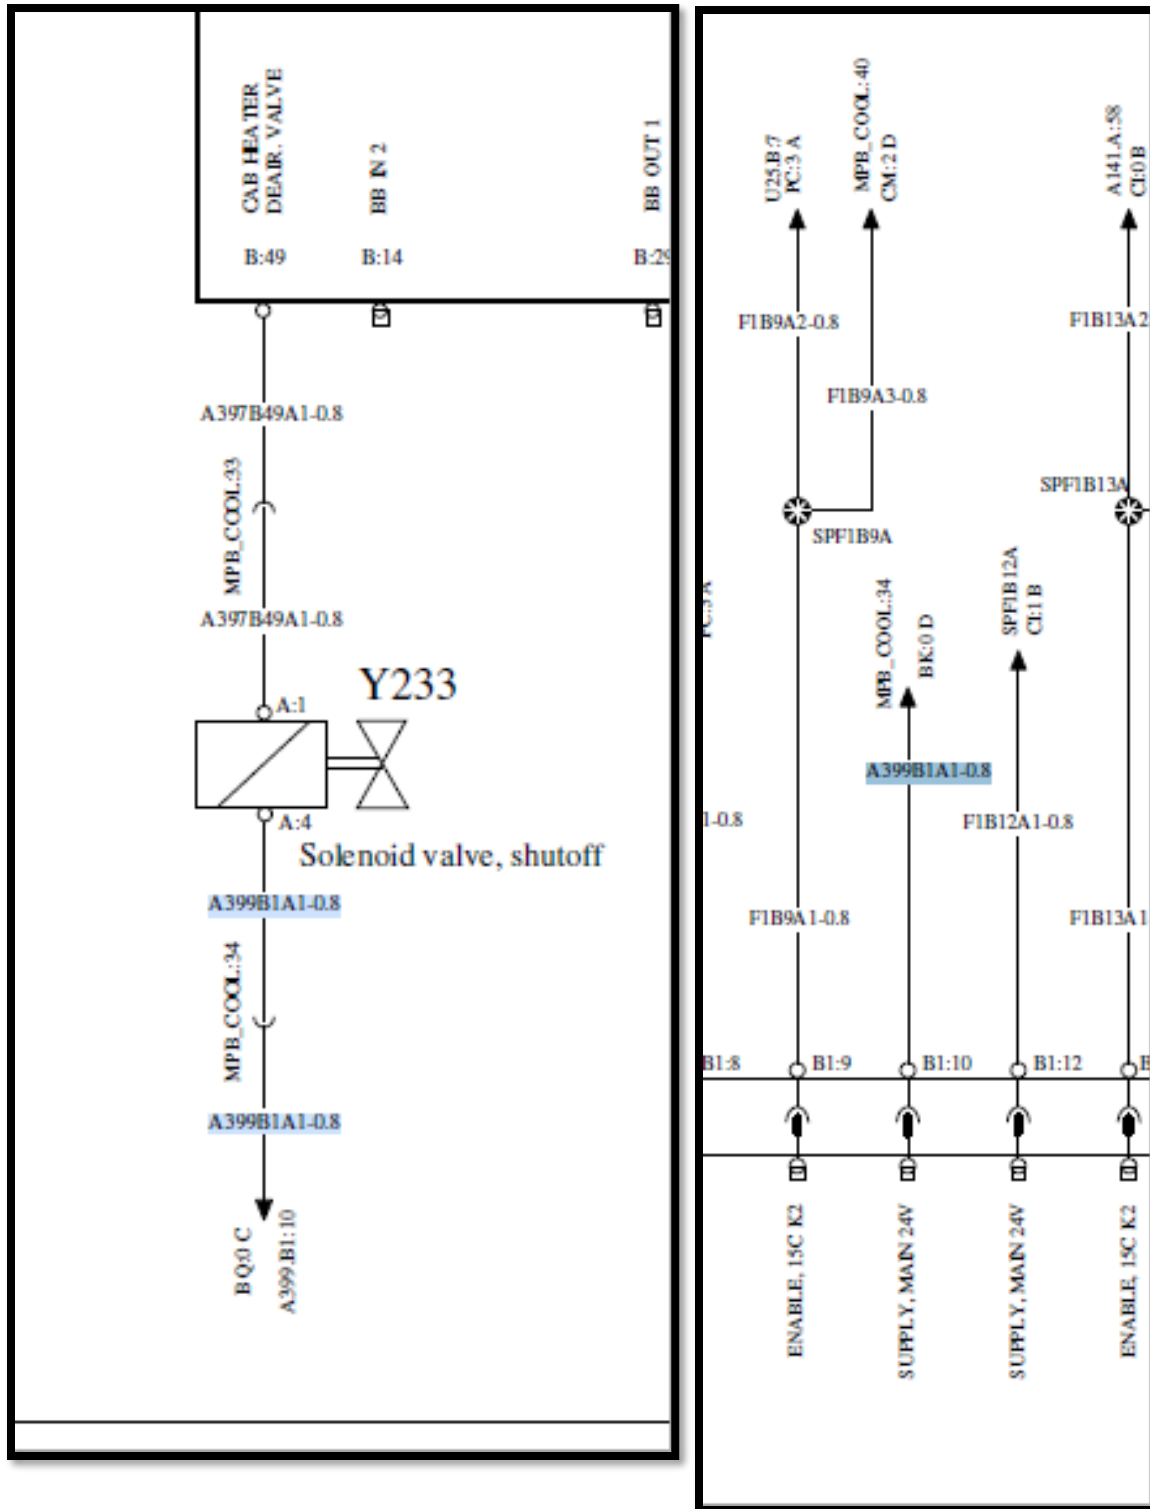 CAB HEATER
DEAIR. VALVE
BB IN 2
BB OUT 1
B:49
B:14
B:29
A397B49A1-0.8
MPB_COOL:33
A397B49A1-0.8
Y233
A:1
A:4
Solenoid valve, shutoff
A399B1A1-0.8
MPB_COOL:34
A399B1A1-0.8
BQ:0 C
A399.B1:10
U25.B:7
PC:3 A
MPB_COOL:40
CM:2 D
A141.A:58
CI:0 B
F1B9A2-0.8
F1B13A2
F1B9A3-0.8
SPF1B13A
SPF1B9A
MPB_COOL:34
BK:0 D
SPF1B12A
CI:1 B
A399B1A1-0.8
1-0.8
F1B12A1-0.8
F1B9A1-0.8
F1B13A1-
B1:8
B1:9
B1:10
B1:12
B
ENABLE, 15C K2
SUPPLY, MAIN 24V
SUPPLY, MAIN 24V
ENABLE, 15C K2